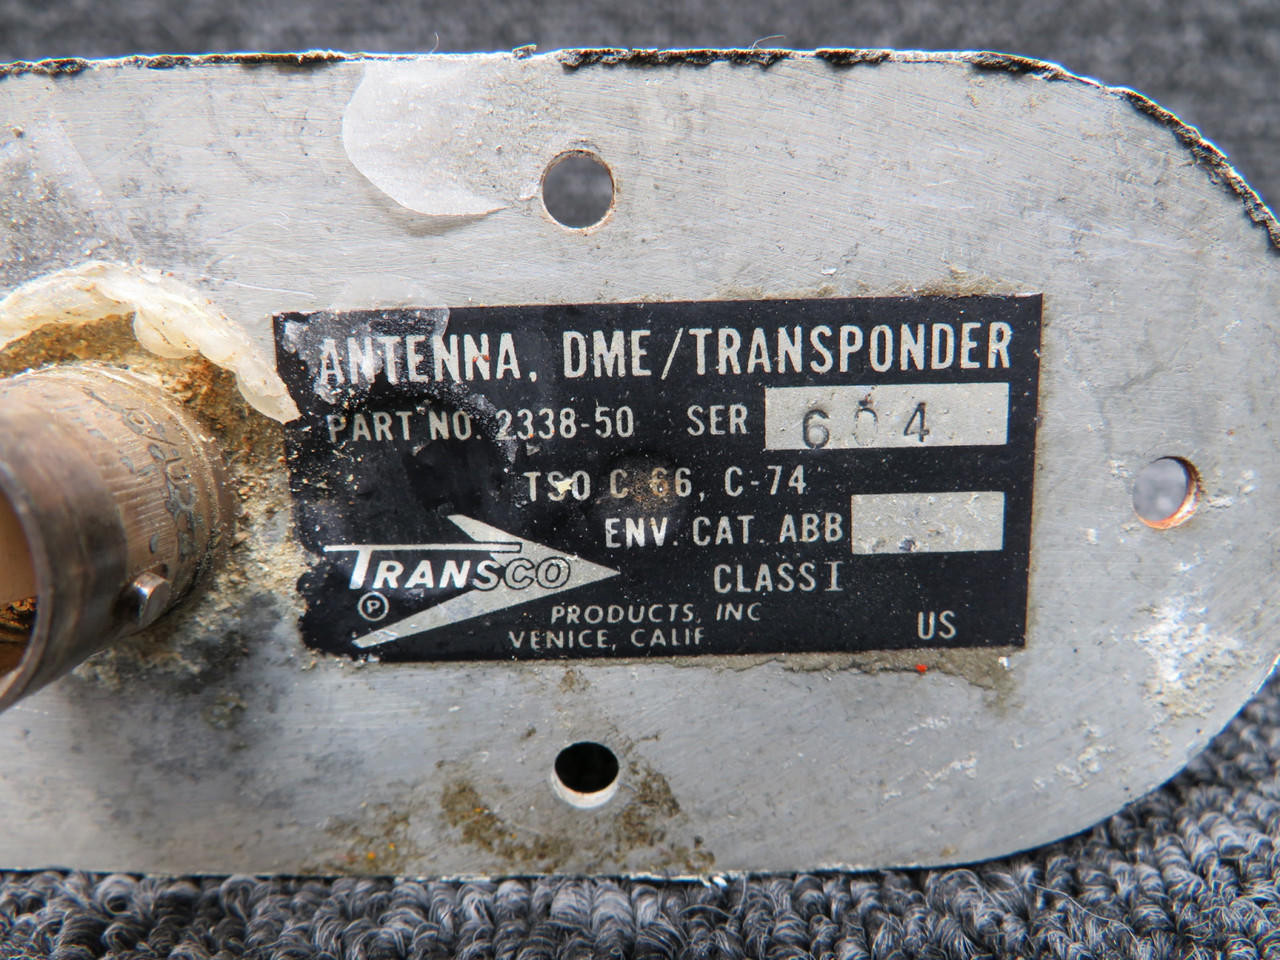 ANTENNA, DME/TRANSPONDER
PART NO. 2338-50 SER 604
TSO C-66, C-74
ENV. CAT. ABB
CLASS I
TRANSCO
P
PRODUCTS, INC
VENICE, CALIF
US